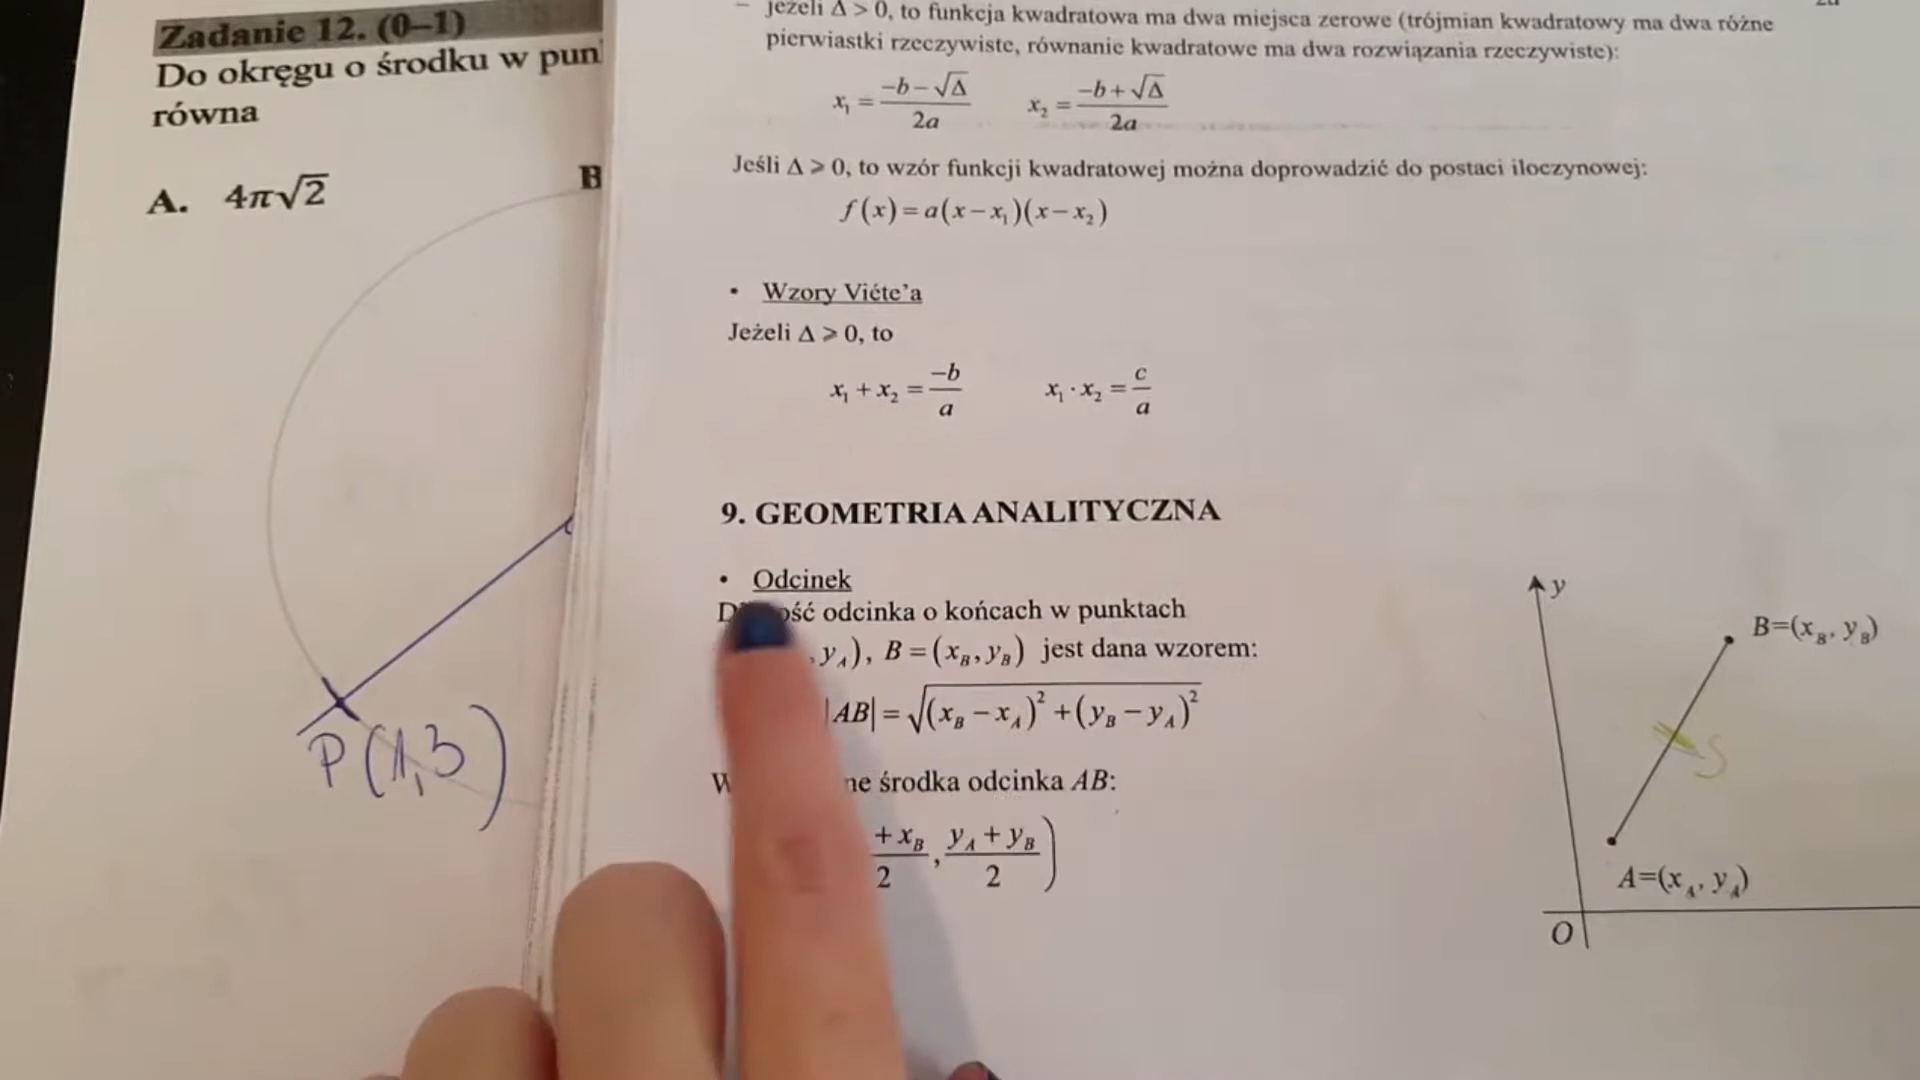 Zadanie 12. (0–1)
Do okręgu o środku w pun
równa
A. 4π√2
B
P(1,3)
– jeżeli Δ > 0, to funkcja kwadratowa ma dwa miejsca zerowe (trójmian kwadratowy ma dwa różne
pierwiastki rzeczywiste, równanie kwadratowe ma dwa rozwiązania rzeczywiste):
x₁ = (−b − √Δ)/2a x₂ = (−b + √Δ)/2a
Jeśli Δ ⩾ 0, to wzór funkcji kwadratowej można doprowadzić do postaci iloczynowej:
f(x) = a(x − x₁)(x − x₂)
• Wzory Viéte'a
Jeżeli Δ ⩾ 0, to
x₁ + x₂ = −b/a x₁ · x₂ = c/a
9. GEOMETRIA ANALITYCZNA
• Odcinek
ość odcinka o końcach w punktach
, y_A), B = (x_B, y_B) jest dana wzorem:
|AB| = √((x_B − x_A)² + (y_B − y_A)²)
ne środka odcinka AB:
+ x_B / 2, (y_A + y_B)/2)
y
B=(x_B, y_B)
S
A=(x_A, y_A)
O